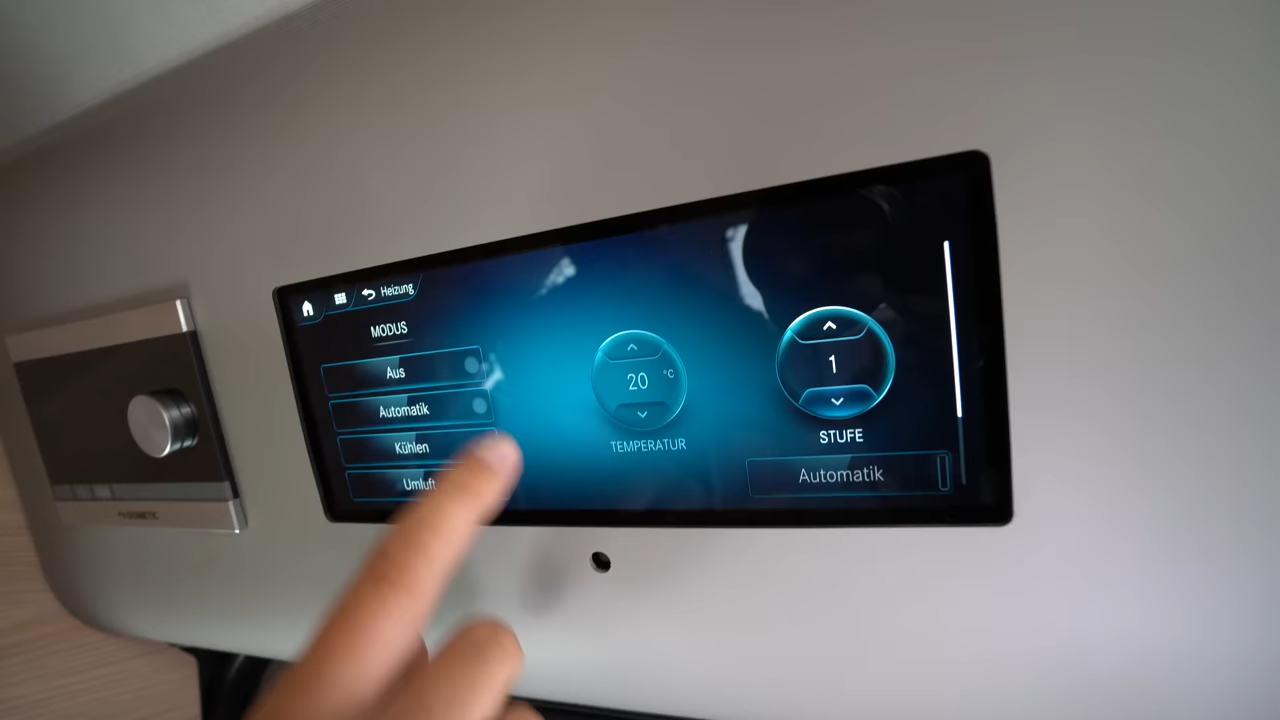 Heizung
MODUS
Aus
Automatik
Kühlen
Umluft
20 °C
TEMPERATUR
1
STUFE
Automatik
DOMETIC